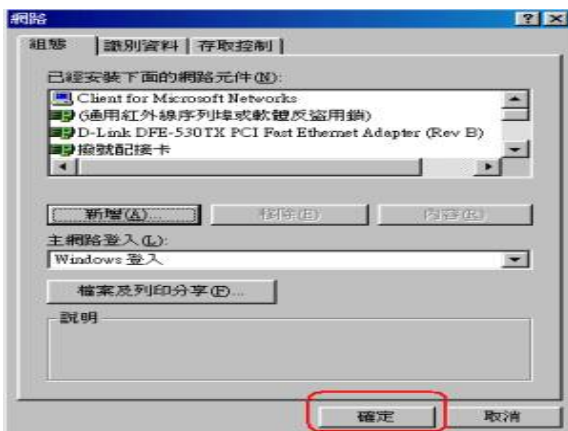 網路
組態 識別資料 存取控制
已經安裝下面的網路元件(N):
Client for Microsoft Networks
(通用紅外線序列埠或軟體反盜用鎖)
D-Link DFE-530TX PCI Fast Ethernet Adapter (Rev B)
撥號配接卡
新增(A)... 移除(E) 內容(R)
主網路登入(L):
Windows 登入
檔案及列印分享(F)...
說明
確定 取消